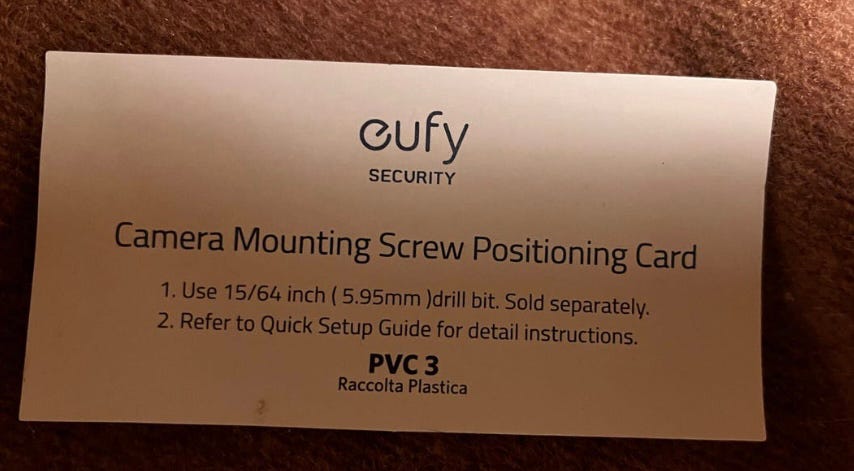 eufy
SECURITY
Camera Mounting Screw Positioning Card
1. Use 15/64 inch ( 5.95mm )drill bit. Sold separately.
2. Refer to Quick Setup Guide for detail instructions.
PVC 3
Raccolta Plastica